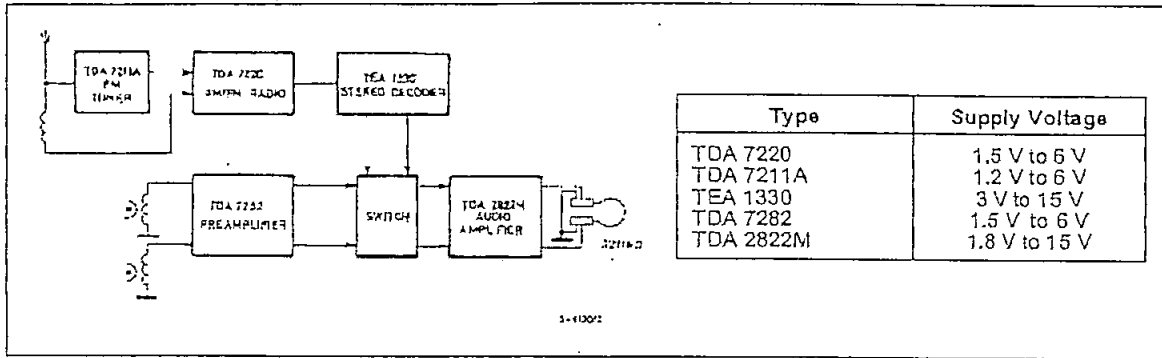 TDA 7211A
FM
TUNER
TDA 7220
AM/FM RADIO
TEA 1330
STEREO DECODER
TDA 7282
PREAMPLIFIER
SWITCH
TDA 2822M
AUDIO
AMPLIFIER
Type Supply Voltage
TDA 7220 1.5 V to 6 V
TDA 7211A 1.2 V to 6 V
TEA 1330 3 V to 15 V
TDA 7282 1.5 V to 6 V
TDA 2822M 1.8 V to 15 V